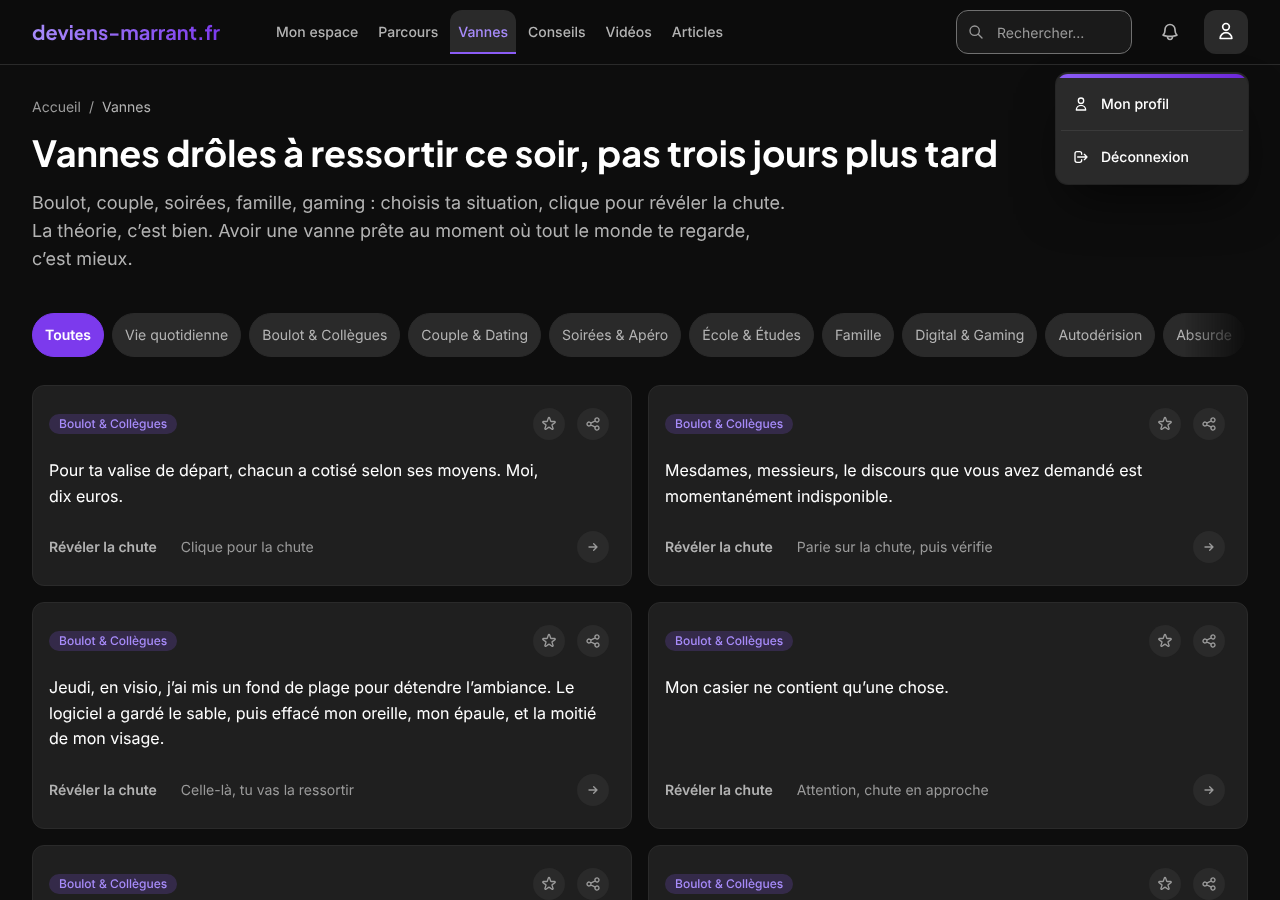 deviens-marrant.fr
Mon espace
Parcours
Vannes
Conseils
Vidéos
Articles
Rechercher…
Mon profil
Déconnexion
Accueil / Vannes
Vannes drôles à ressortir ce soir, pas trois jours plus tard
Boulot, couple, soirées, famille, gaming : choisis ta situation, clique pour révéler la chute.
La théorie, c’est bien. Avoir une vanne prête au moment où tout le monde te regarde,
c’est mieux.
Toutes
Vie quotidienne
Boulot & Collègues
Couple & Dating
Soirées & Apéro
École & Études
Famille
Digital & Gaming
Autodérision
Absurde
Boulot & Collègues
Pour ta valise de départ, chacun a cotisé selon ses moyens. Moi,
dix euros.
Révéler la chute
Clique pour la chute
Boulot & Collègues
Mesdames, messieurs, le discours que vous avez demandé est
momentanément indisponible.
Révéler la chute
Parie sur la chute, puis vérifie
Boulot & Collègues
Jeudi, en visio, j’ai mis un fond de plage pour détendre l’ambiance. Le
logiciel a gardé le sable, puis effacé mon oreille, mon épaule, et la moitié
de mon visage.
Révéler la chute
Celle-là, tu vas la ressortir
Boulot & Collègues
Mon casier ne contient qu’une chose.
Révéler la chute
Attention, chute en approche
Boulot & Collègues
Boulot & Collègues